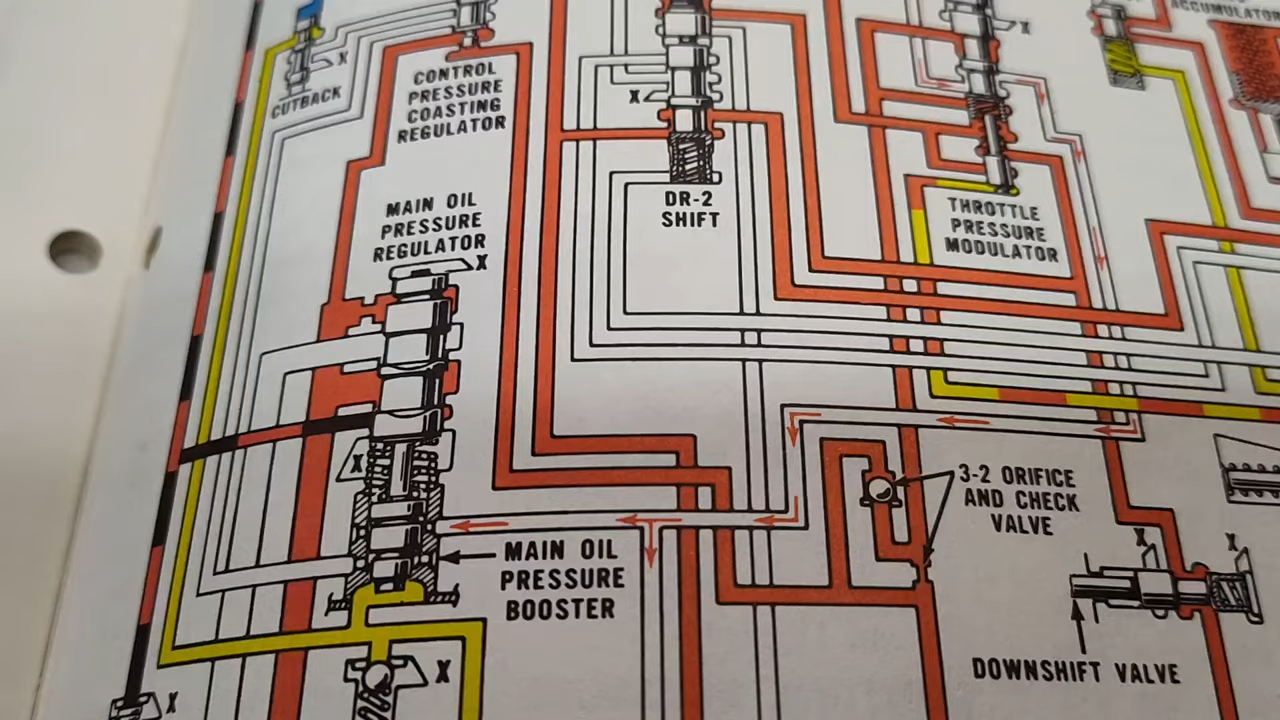 ACCUMULATOR
X
X
CUTBACK
CONTROL
PRESSURE
COASTING
REGULATOR
X
DR-2
SHIFT
THROTTLE
PRESSURE
MODULATOR
MAIN OIL
PRESSURE
REGULATOR
X
X
3-2 ORIFICE
AND CHECK
VALVE
X
X
MAIN OIL
PRESSURE
BOOSTER
DOWNSHIFT VALVE
X
X